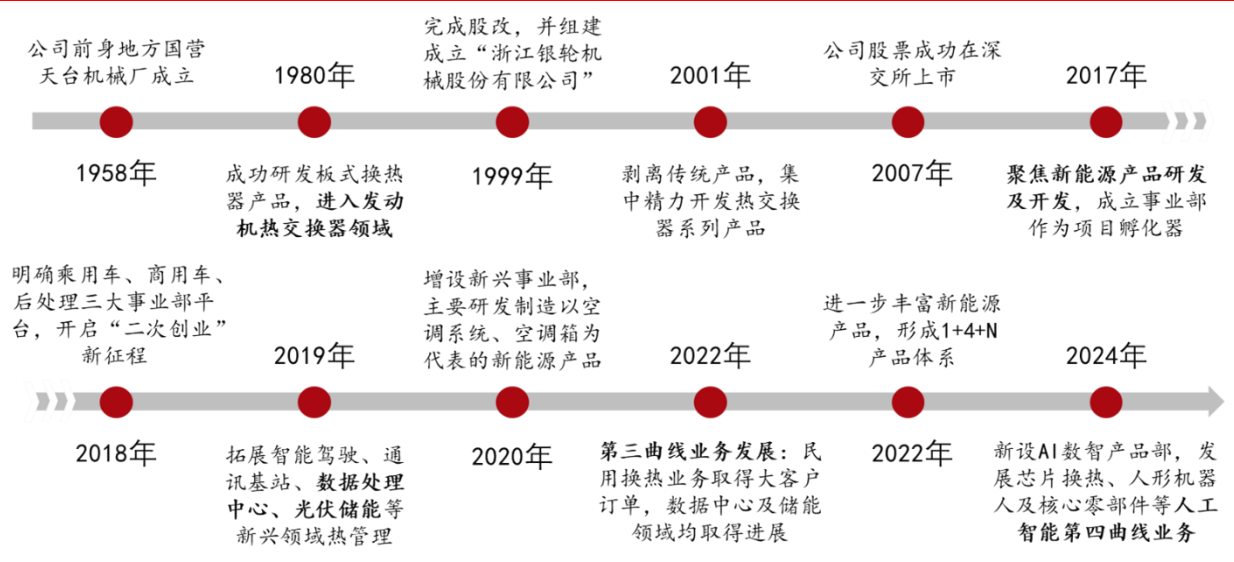 公司前身地方国营
天台机械厂成立
1958年
1980年
成功研发板式换热
器产品，进入发动
机热交换器领域
完成股改，并组建
成立“浙江银轮机
械股份有限公司”
1999年
2001年
剥离传统产品，集
中精力开发热交换
器系列产品
公司股票成功在深
交所上市
2007年
2017年
聚焦新能源产品研发
及开发，成立事业部
作为项目孵化器
明确乘用车、商用车、
后处理三大事业部平
台，开启“二次创业”
新征程
2018年
2019年
拓展智能驾驶、通
讯基站、数据处理
中心、光伏储能等
新兴领域热管理
增设新兴事业部，
主要研发制造以空
调系统、空调箱为
代表的新能源产品
2020年
2022年
第三曲线业务发展：民
用换热业务取得大客户
订单，数据中心及储能
领域均取得进展
进一步丰富新能源
产品，形成1+4+N
产品体系
2022年
2024年
新设AI数智产品部，发
展芯片换热、人形机器
人及核心零部件等人工
智能第四曲线业务